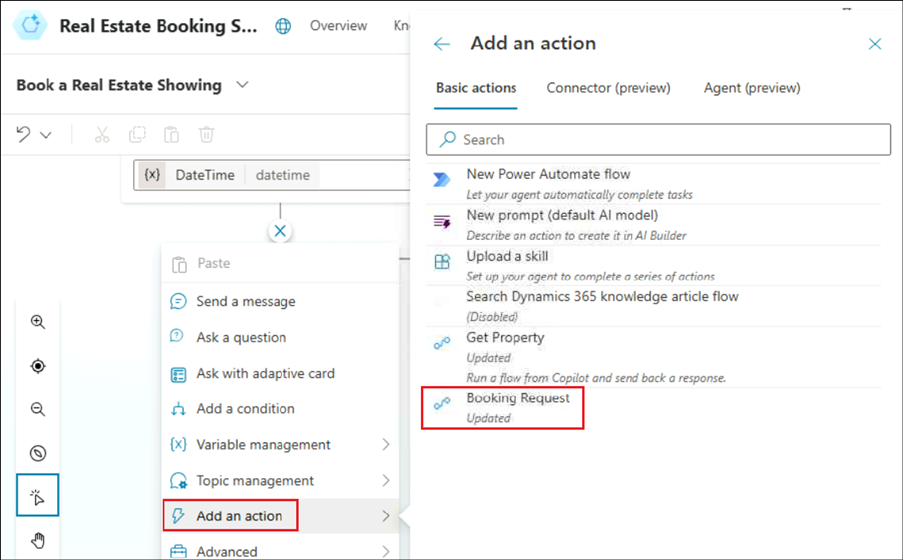 Real Estate Booking S...
Overview
Kn
Book a Real Estate Showing
{x} DateTime datetime
Paste
Send a message
Ask a question
Ask with adaptive card
Add a condition
{x} Variable management
Topic management
Add an action
Advanced
Add an action
Basic actions
Connector (preview)
Agent (preview)
Search
New Power Automate flow
Let your agent automatically complete tasks
New prompt (default AI model)
Describe an action to create it in AI Builder
Upload a skill
Set up your agent to complete a series of actions
Search Dynamics 365 knowledge article flow
(Disabled)
Get Property
Updated
Run a flow from Copilot and send back a response.
Booking Request
Updated